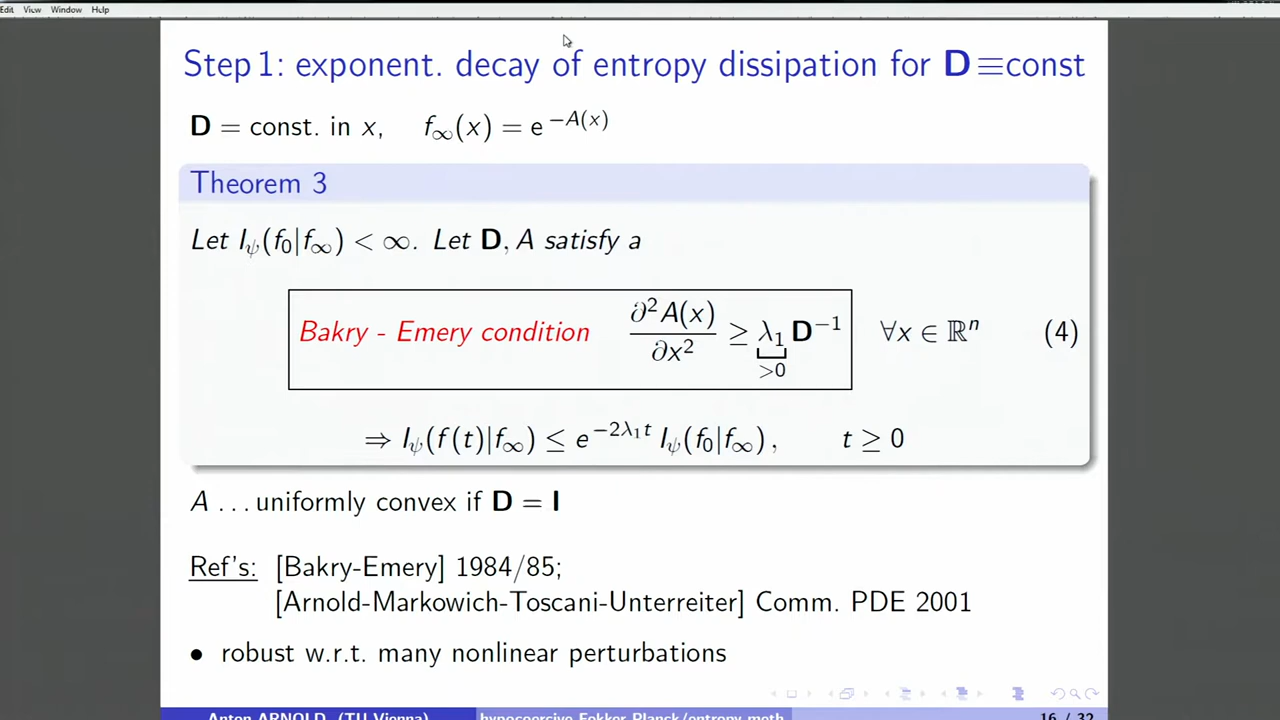 Edit View Window Help
Step 1: exponent. decay of entropy dissipation for D≡const
D = const. in x, f∞(x) = e^{−A(x)}
Theorem 3
Let I_ψ(f₀|f∞) < ∞. Let D, A satisfy a
Bakry - Emery condition ∂²A(x)/∂x² ≥ λ₁ D⁻¹ ∀x ∈ ℝⁿ (4)
>0
⇒ I_ψ(f(t)|f∞) ≤ e^{−2λ₁t} I_ψ(f₀|f∞), t ≥ 0
A . . . uniformly convex if D = I
Ref's: [Bakry-Emery] 1984/85;
[Arnold-Markowich-Toscani-Unterreiter] Comm. PDE 2001
• robust w.r.t. many nonlinear perturbations
Anton ARNOLD (TU Vienna) hypocoercive Fokker Planck/entropy meth. 16 / 32